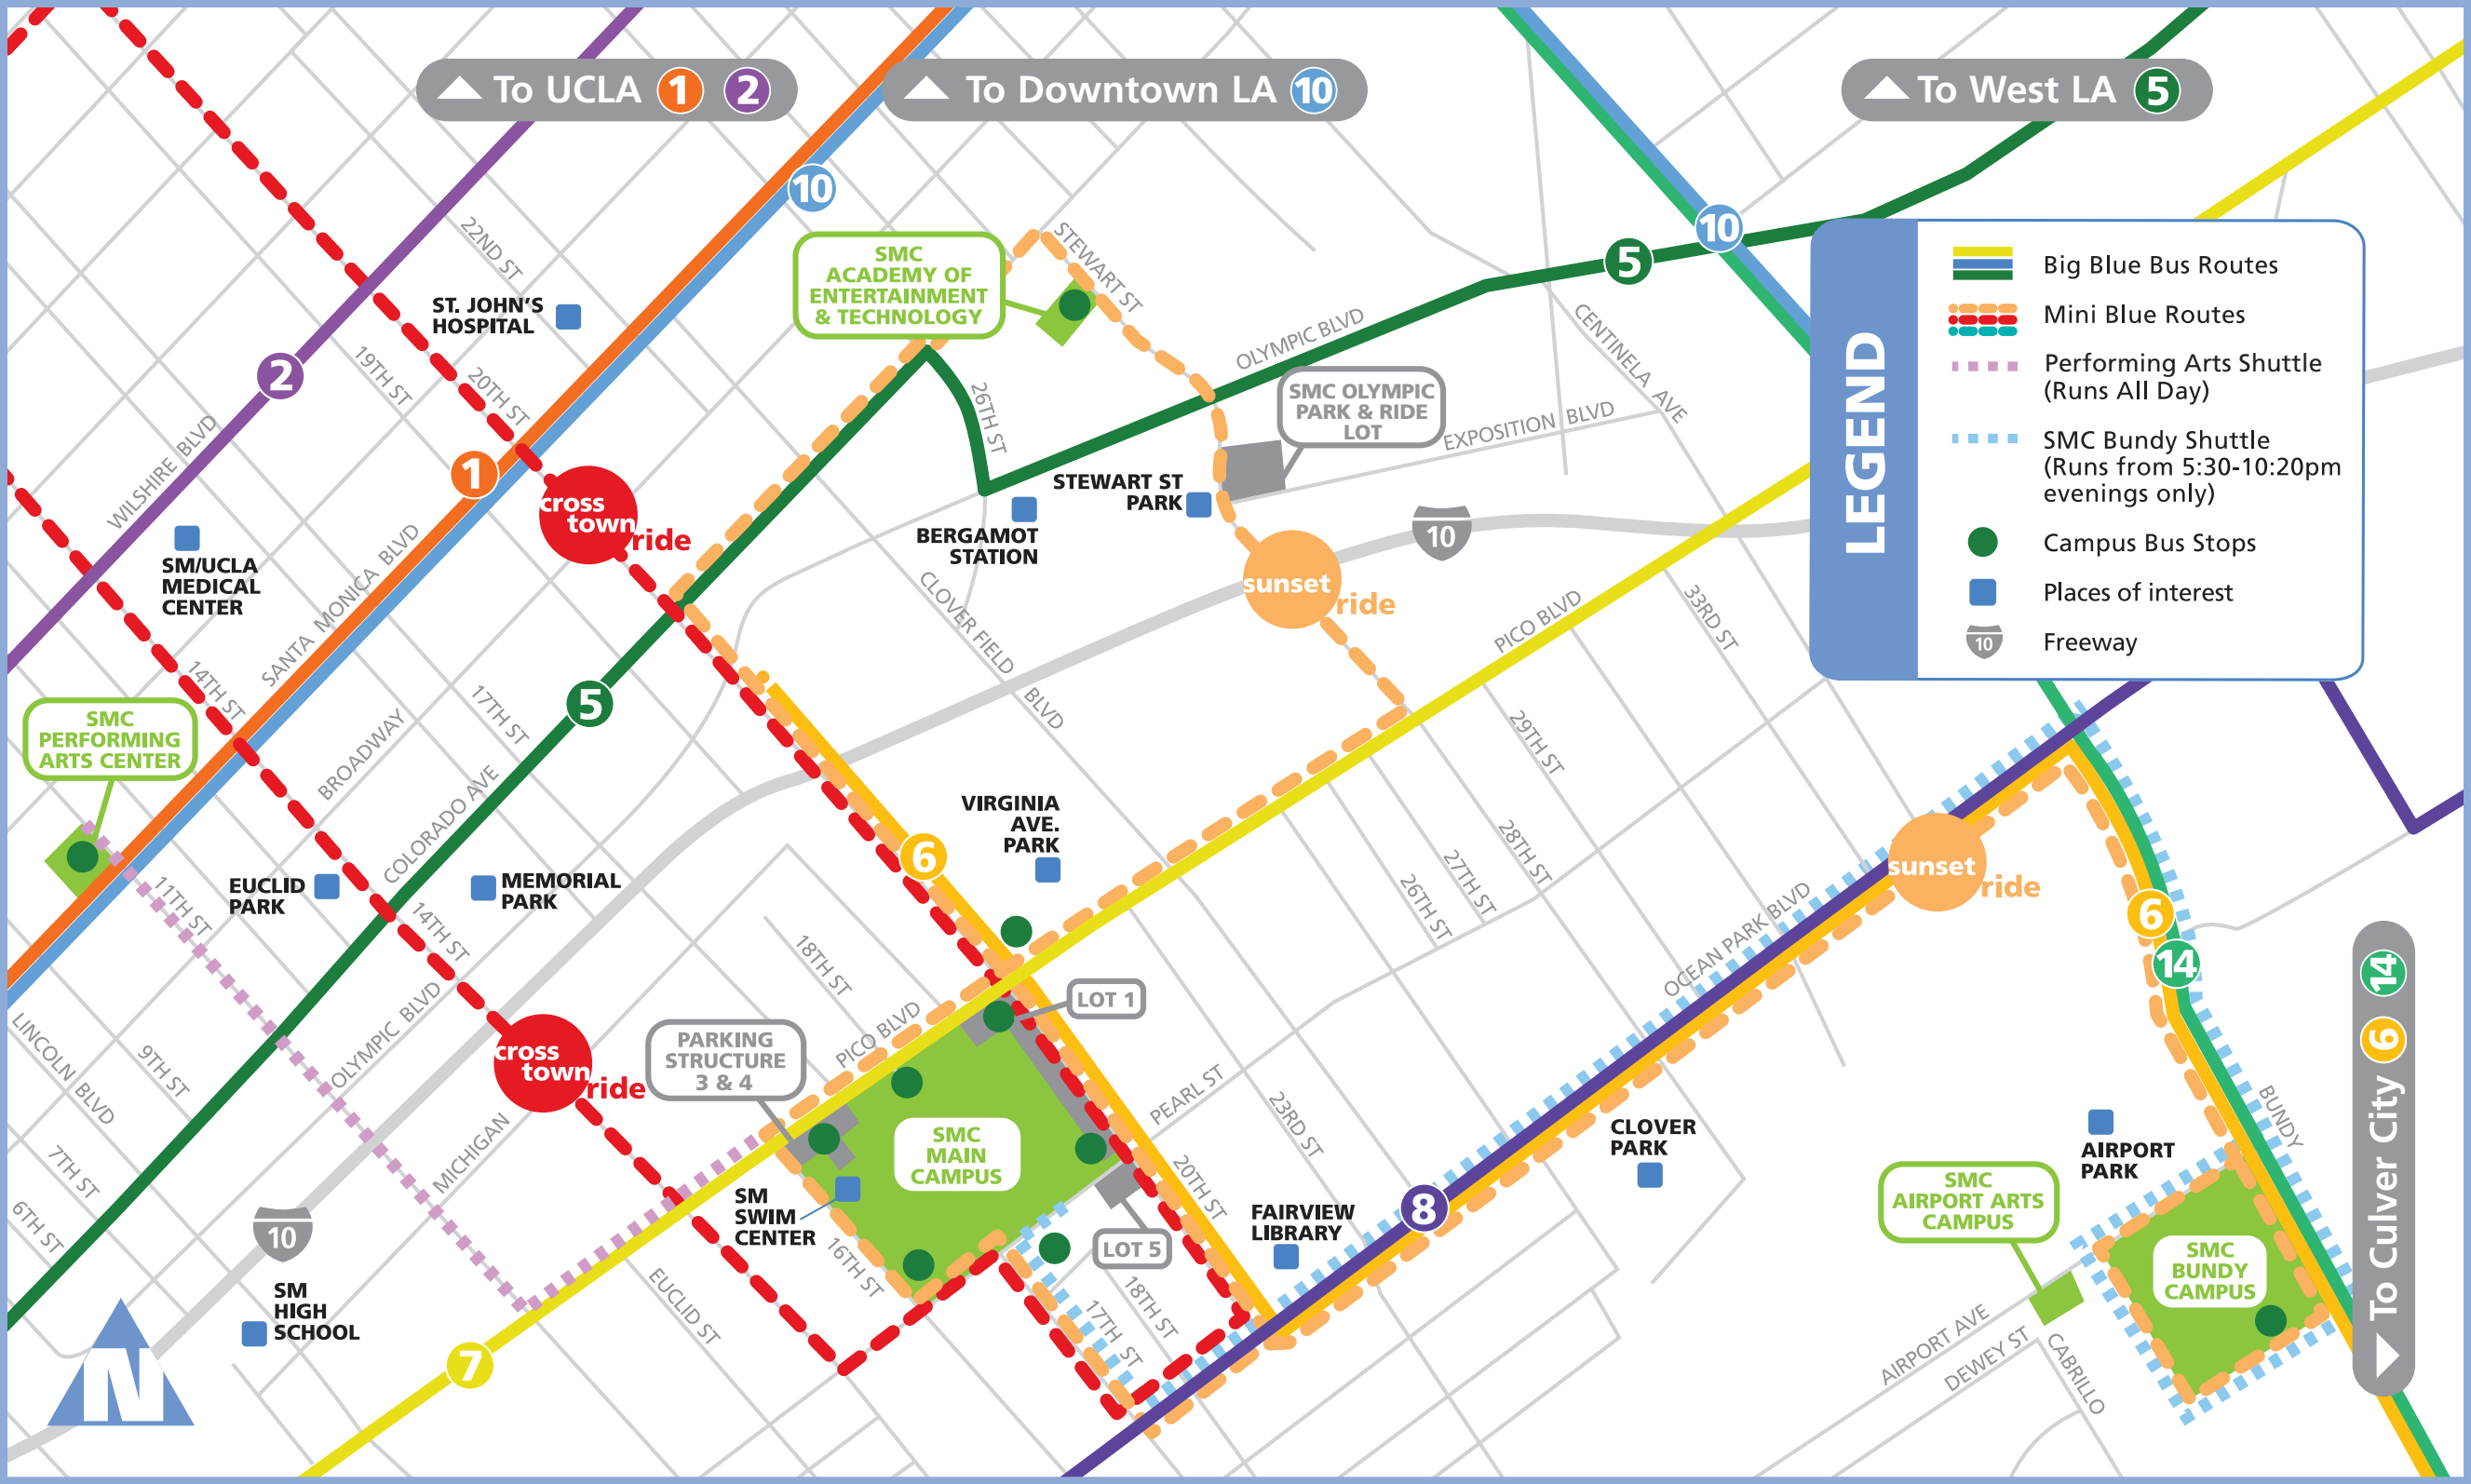 To UCLA 1 2
To Downtown LA 10
To West LA 5
10
22ND ST
STEWART ST
SMC
ACADEMY OF
ENTERTAINMENT
& TECHNOLOGY
10
5
ST. JOHN'S
HOSPITAL
2
19TH ST
20TH ST
OLYMPIC BLVD
CENTINELA AVE
26TH ST
SMC OLYMPIC
PARK & RIDE
LOT
EXPOSITION BLVD
LEGEND
Big Blue Bus Routes
Mini Blue Routes
Performing Arts Shuttle
(Runs All Day)
SMC Bundy Shuttle
(Runs from 5:30-10:20pm
evenings only)
Campus Bus Stops
Places of interest
10
Freeway
WILSHIRE BLVD
1
cross
town
ride
STEWART ST
PARK
BERGAMOT
STATION
10
SM/UCLA
MEDICAL
CENTER
SANTA MONICA BLVD
CLOVER FIELD BLVD
sunset
ride
PICO BLVD
33RD ST
14TH ST
17TH ST
5
SMC
PERFORMING
ARTS CENTER
BROADWAY
COLORADO AVE
29TH ST
VIRGINIA
AVE.
PARK
6
28TH ST
27TH ST
26TH ST
EUCLID
PARK
MEMORIAL
PARK
11TH ST
14TH ST
18TH ST
sunset
ride
OCEAN PARK BLVD
6
14
LINCOLN BLVD
9TH ST
OLYMPIC BLVD
7TH ST
6TH ST
MICHIGAN
cross
town
ride
PARKING
STRUCTURE
3 & 4
PICO BLVD
LOT 1
PEARL ST
23RD ST
SMC
MAIN
CAMPUS
20TH ST
SM
SWIM
CENTER
16TH ST
LOT 5
FAIRVIEW
LIBRARY
8
CLOVER
PARK
BUNDY
AIRPORT
PARK
SMC
AIRPORT ARTS
CAMPUS
SMC
BUNDY
CAMPUS
To Culver City 6 14
10
SM
HIGH
SCHOOL
EUCLID ST
17TH ST
18TH ST
7
AIRPORT AVE
DEWEY ST
CABRILLO
N